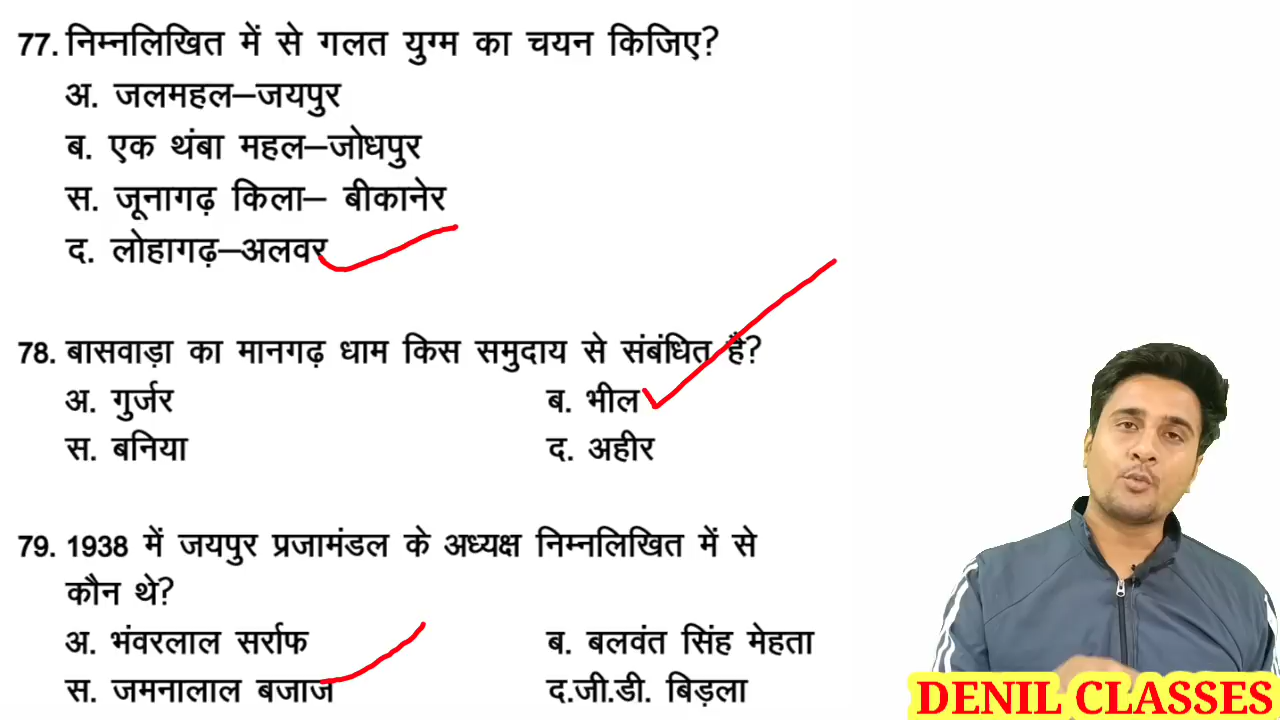 77. निम्नलिखित में से गलत युग्म का चयन किजिए?
अ. जलमहल–जयपुर
ब. एक थंबा महल–जोधपुर
स. जूनागढ़ किला– बीकानेर
द. लोहागढ़–अलवर
78. बासवाड़ा का मानगढ़ धाम किस समुदाय से संबंधित हैं?
अ. गुर्जर ब. भील
स. बनिया द. अहीर
79. 1938 में जयपुर प्रजामंडल के अध्यक्ष निम्नलिखित में से
कौन थे?
अ. भंवरलाल सर्राफ ब. बलवंत सिंह मेहता
स. जमनालाल बजाज द.जी.डी. बिड़ला
DENIL CLASSES